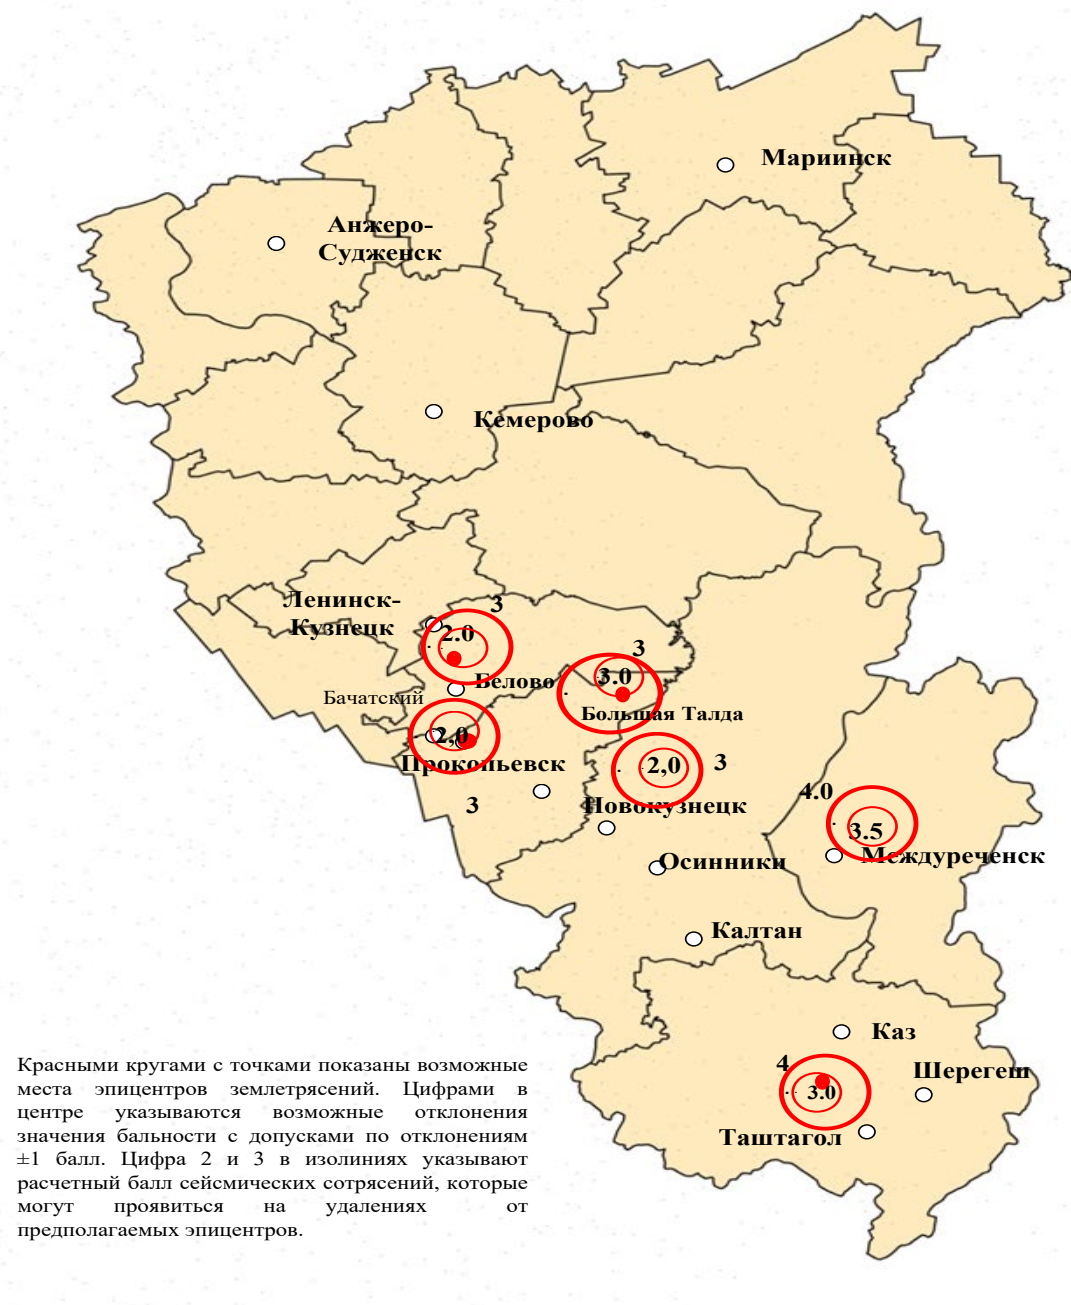 Мариинск
Анжеро-
Судженск
Кемерово
Ленинск-
Кузнецк
3
2.0
Белово
3
3.0
Бачатский
Большая Талда
2,0
Прокопьевск
3
2,0
3
Новокузнецк
4.0
3.5
Междуреченск
Осинники
Калтан
Каз
4
3.0
Шерегеш
Таштагол
Красными кругами с точками показаны возможные
места эпицентров землетрясений. Цифрами в
центре указываются возможные отклонения
значения бальности с допусками по отклонениям
±1 балл. Цифра 2 и 3 в изолиниях указывают
расчетный балл сейсмических сотрясений, которые
могут проявиться на удалениях от
предполагаемых эпицентров.